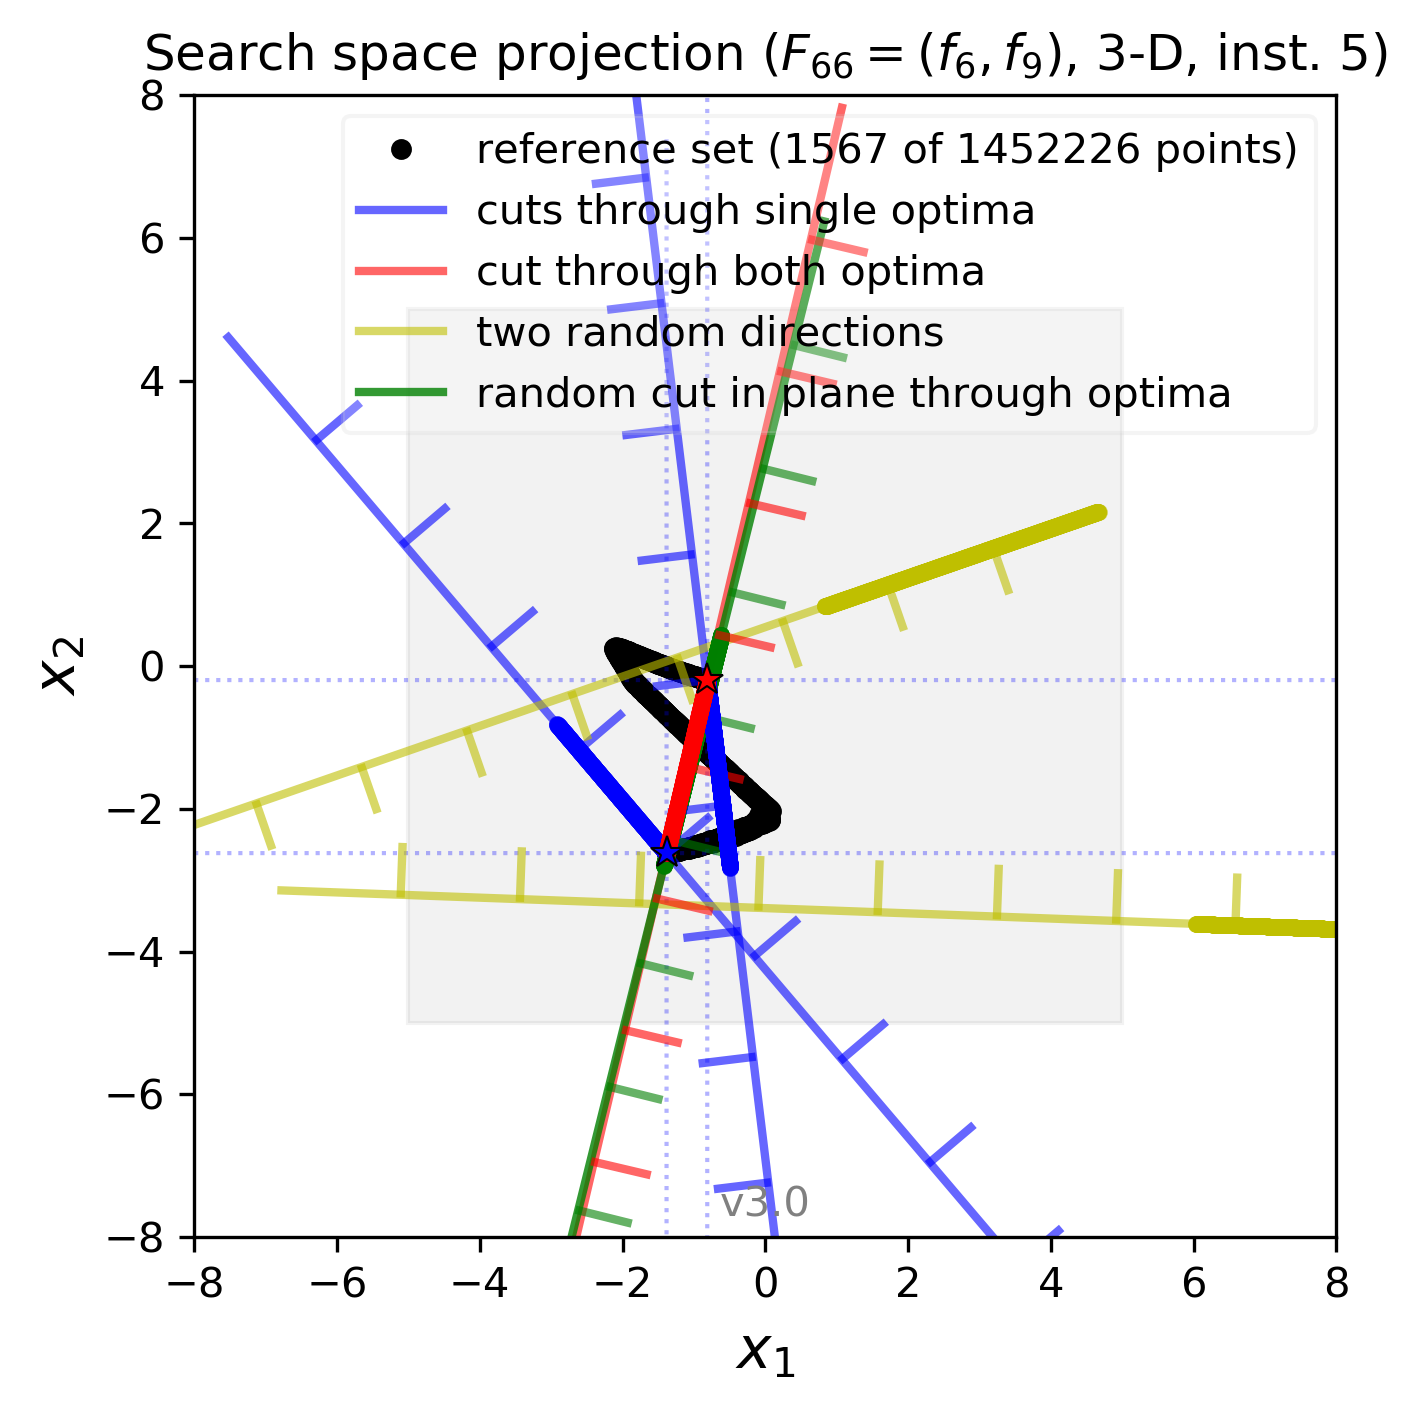 Search space projection (F₆₆ = (f₆, f₉), 3-D, inst. 5)
reference set (1567 of 1452226 points)
cuts through single optima
cut through both optima
two random directions
random cut in plane through optima
8
6
4
2
0
−2
−4
−6
−8
x₂
v3.0
−8 −6 −4 −2 0 2 4 6 8
x₁